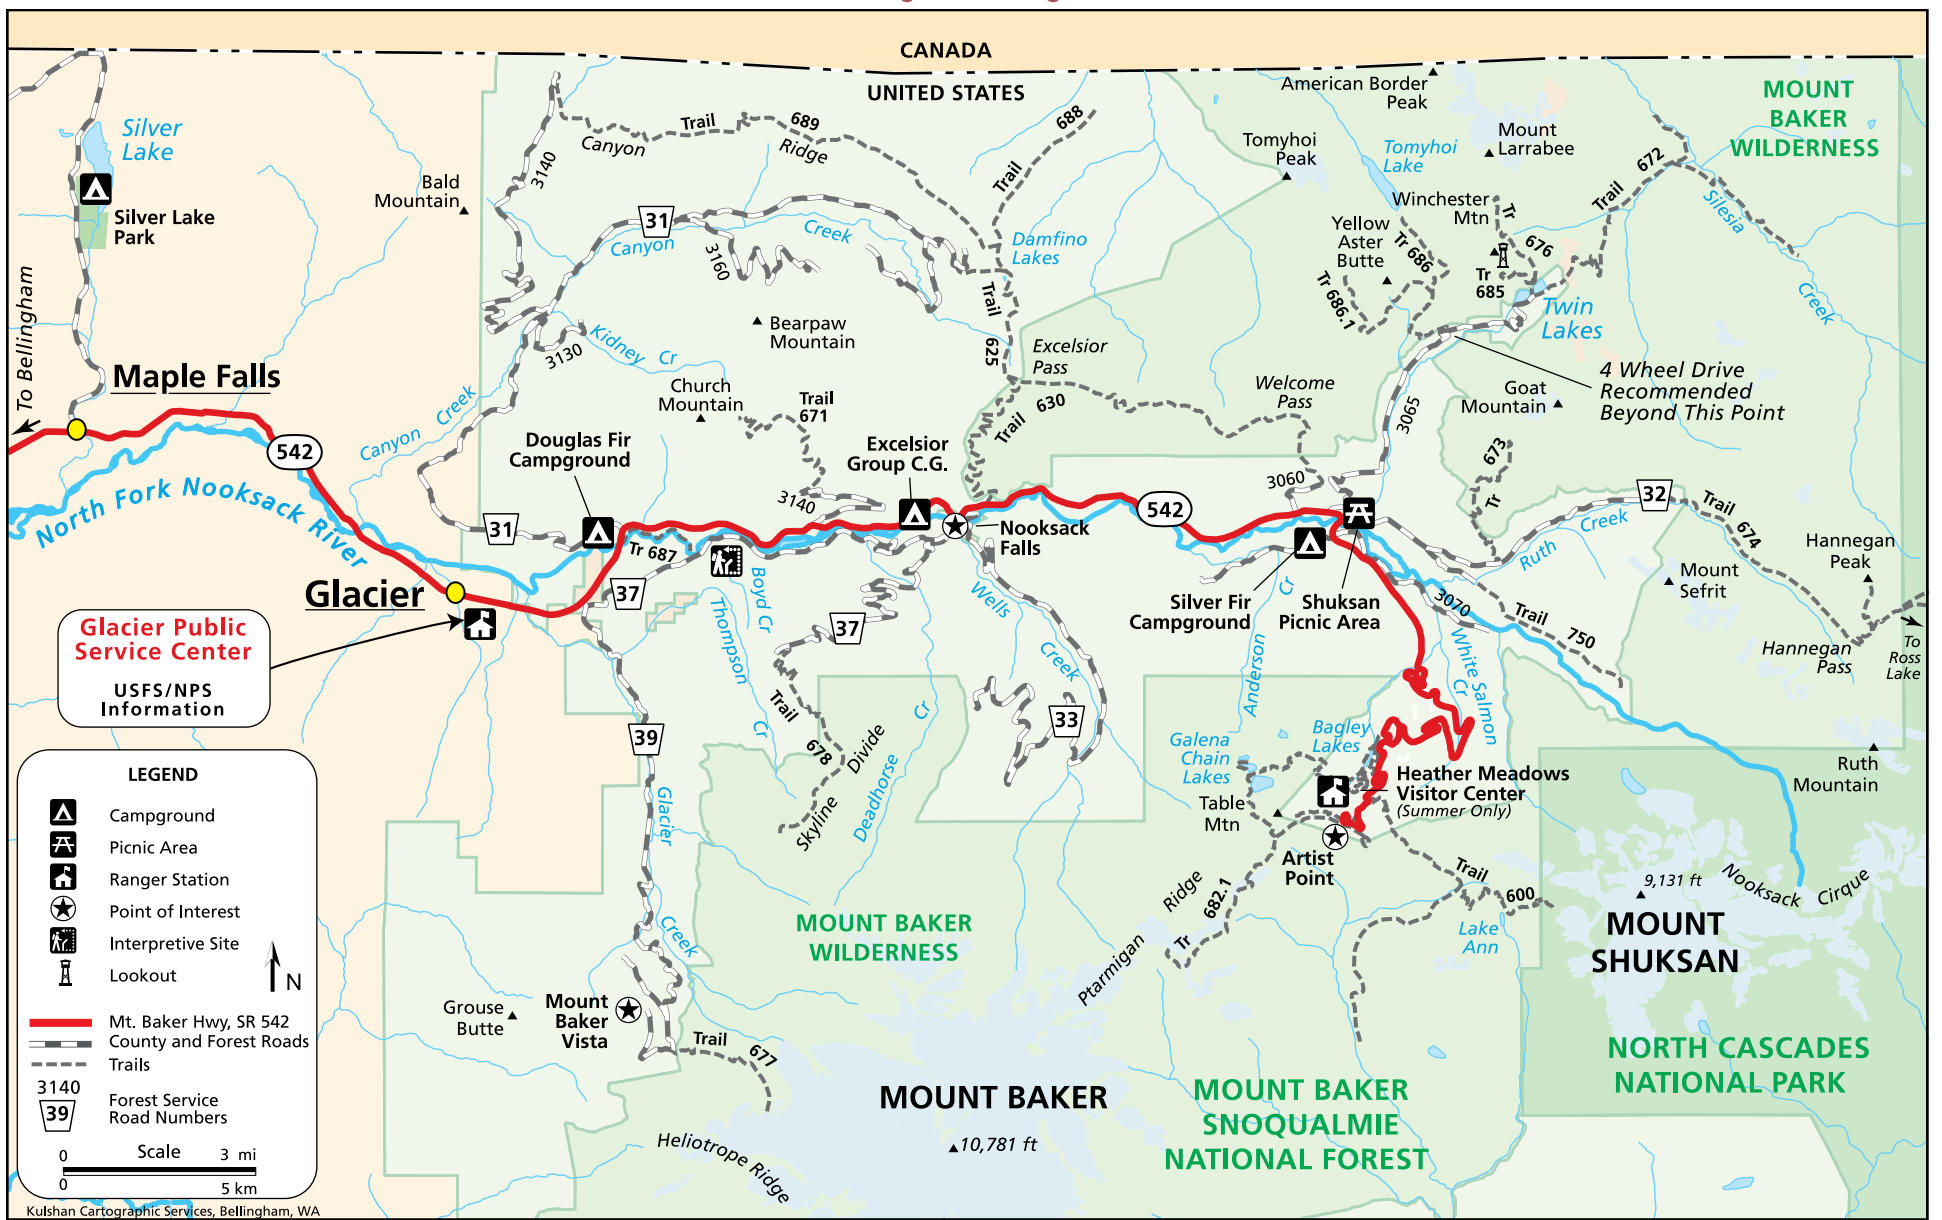 CANADA
UNITED STATES
American Border
Peak
MOUNT
BAKER
WILDERNESS
Silver
Lake
Silver Lake
Park
Bald
Mountain
3140
Canyon
Trail
689
Ridge
688
Trail
Tomyhoi
Peak
Tomyhoi
Lake
Mount
Larrabee
672
Trail
Silesia
Creek
Winchester
Mtn
Tr
676
Yellow
Aster
Butte
Tr 686
Tr 686.1
Tr
685
Twin
Lakes
31
Canyon
Creek
3160
Damfino
Lakes
Trail
625
To Bellingham
Maple Falls
3130
Kidney Cr
Bearpaw
Mountain
Church
Mountain
Trail
671
Excelsior
Pass
Trail
630
Welcome
Pass
3065
Goat
Mountain
4 Wheel Drive
Recommended
Beyond This Point
Canyon Creek
542
Douglas Fir
Campground
Excelsior
Group C.G.
3140
North Fork Nooksack River
31
Tr 687
Nooksack
Falls
542
3060
Tr
673
32
Ruth
Creek
Trail
674
Hannegan
Peak
Mount
Sefrit
Glacier
37
Boyd Cr
Thompson
Cr
37
Wells
Creek
Silver Fir
Campground
Shuksan
Picnic Area
Anderson
Cr
3070
Trail
750
Hannegan
Pass
To
Ross
Lake
Glacier Public
Service Center
USFS/NPS
Information
39
Trail
678
Skyline
Divide
Deadhorse
Cr
33
White Salmon
Cr
Bagley
Lakes
Galena
Chain
Lakes
Table
Mtn
Heather Meadows
Visitor Center
(Summer Only)
Artist
Point
Ruth
Mountain
LEGEND
Campground
Picnic Area
Ranger Station
Point of Interest
Interpretive Site
Lookout
N
Mt. Baker Hwy, SR 542
County and Forest Roads
Trails
3140
39
Forest Service
Road Numbers
Scale
0
3 mi
0
5 km
Kulshan Cartographic Services, Bellingham, WA
Glacier
Creek
Grouse
Butte
Mount
Baker
Vista
Trail
677
MOUNT BAKER
WILDERNESS
Ptarmigan
Ridge
Tr
682.1
Trail
600
Lake
Ann
9,131 ft
Nooksack
Cirque
MOUNT
SHUKSAN
NORTH CASCADES
NATIONAL PARK
MOUNT BAKER
10,781 ft
Heliotrope Ridge
MOUNT BAKER
SNOQUALMIE
NATIONAL FOREST